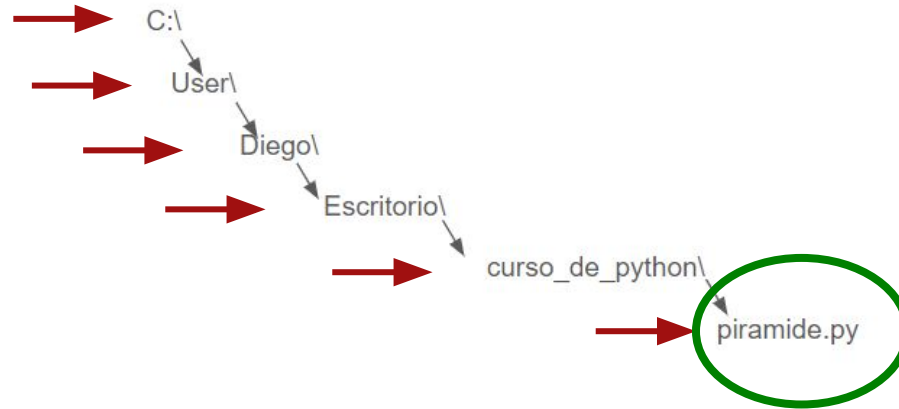 C:\
User\
Diego\
Escritorio\
curso_de_python\
piramide.py